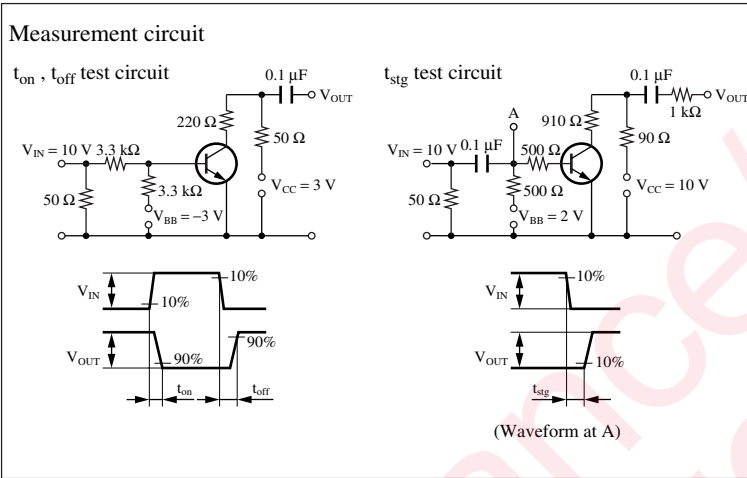 Measurement circuit
t_on , t_off test circuit
0.1 µF
V_OUT
220 Ω
50 Ω
V_IN = 10 V 3.3 kΩ
3.3 kΩ
50 Ω
V_CC = 3 V
V_BB = −3 V
V_IN
10%
10%
V_OUT
90%
90%
t_on
t_off
t_stg test circuit
0.1 µF
V_OUT
1 kΩ
A
910 Ω
90 Ω
V_IN = 10 V 0.1 µF
500 Ω
500 Ω
50 Ω
V_CC = 10 V
V_BB = 2 V
V_IN
10%
V_OUT
10%
t_stg
(Waveform at A)